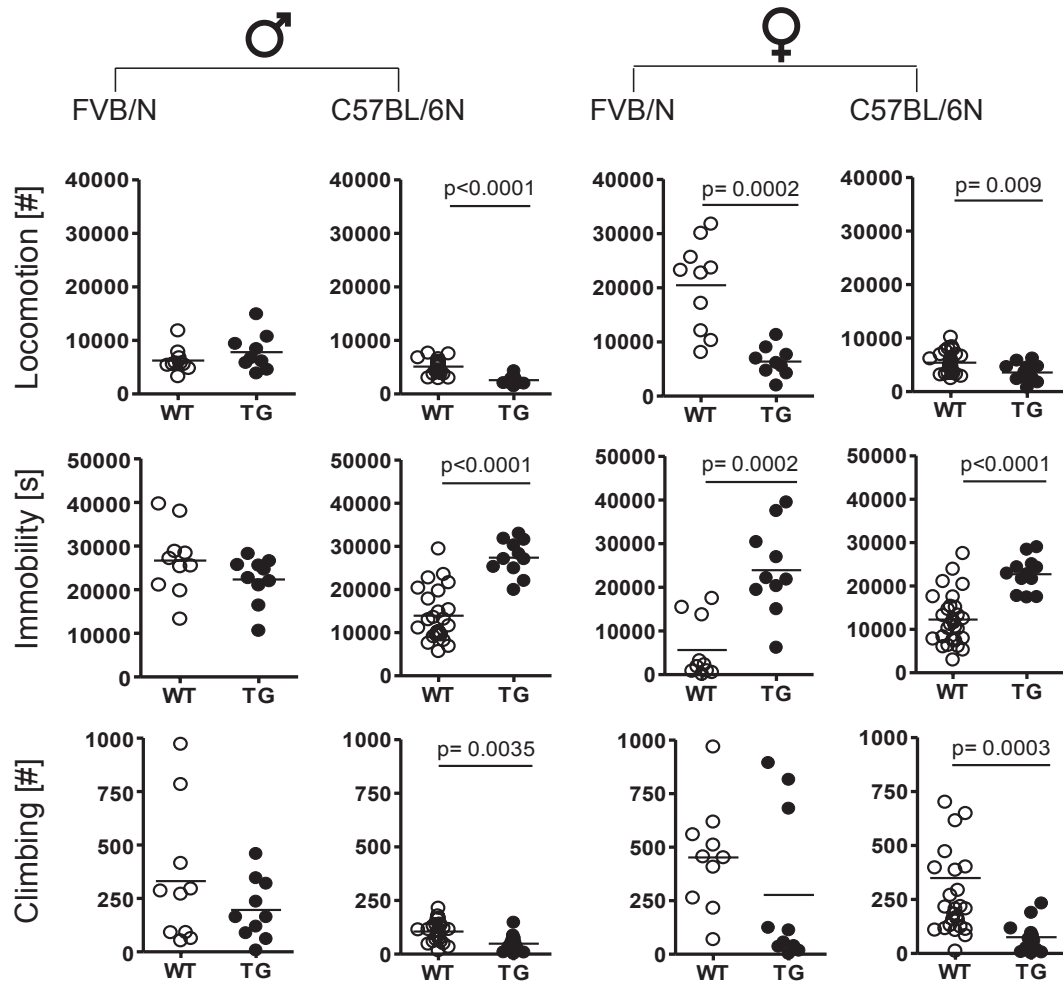 ♂ ♀
FVB/N C57BL/6N FVB/N C57BL/6N
Locomotion [#]
40000
30000
20000
10000
0
WT TG
p<0.0001
40000
30000
20000
10000
0
WT TG
p= 0.0002
40000
30000
20000
10000
0
WT TG
p= 0.009
40000
30000
20000
10000
0
WT TG
Immobility [s]
50000
40000
30000
20000
10000
0
WT TG
p<0.0001
50000
40000
30000
20000
10000
0
WT TG
p= 0.0002
50000
40000
30000
20000
10000
0
WT TG
p<0.0001
50000
40000
30000
20000
10000
0
WT TG
Climbing [#]
1000
750
500
250
0
WT TG
p= 0.0035
1000
750
500
250
0
WT TG
1000
750
500
250
0
WT TG
p= 0.0003
1000
750
500
250
0
WT TG